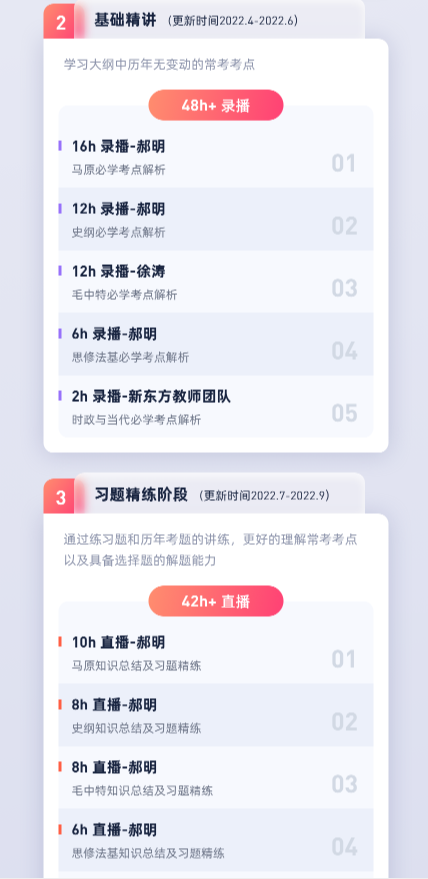 2 基础精讲 (更新时间2022.4-2022.6)
学习大纲中历年无变动的常考考点
48h+ 录播
16h 录播-郝明
马原必学考点解析
01
12h 录播-郝明
史纲必学考点解析
02
12h 录播-徐涛
毛中特必学考点解析
03
6h 录播-郝明
思修法基必学考点解析
04
2h 录播-新东方教师团队
时政与当代必学考点解析
05
3 习题精练阶段 (更新时间2022.7-2022.9)
通过练习题和历年考题的讲练，更好的理解常考考点
以及具备选择题的解题能力
42h+ 直播
10h 直播-郝明
马原知识总结及习题精练
01
8h 直播-郝明
史纲知识总结及习题精练
02
8h 直播-郝明
毛中特知识总结及习题精练
03
6h 直播-郝明
思修法基知识总结及习题精练
04